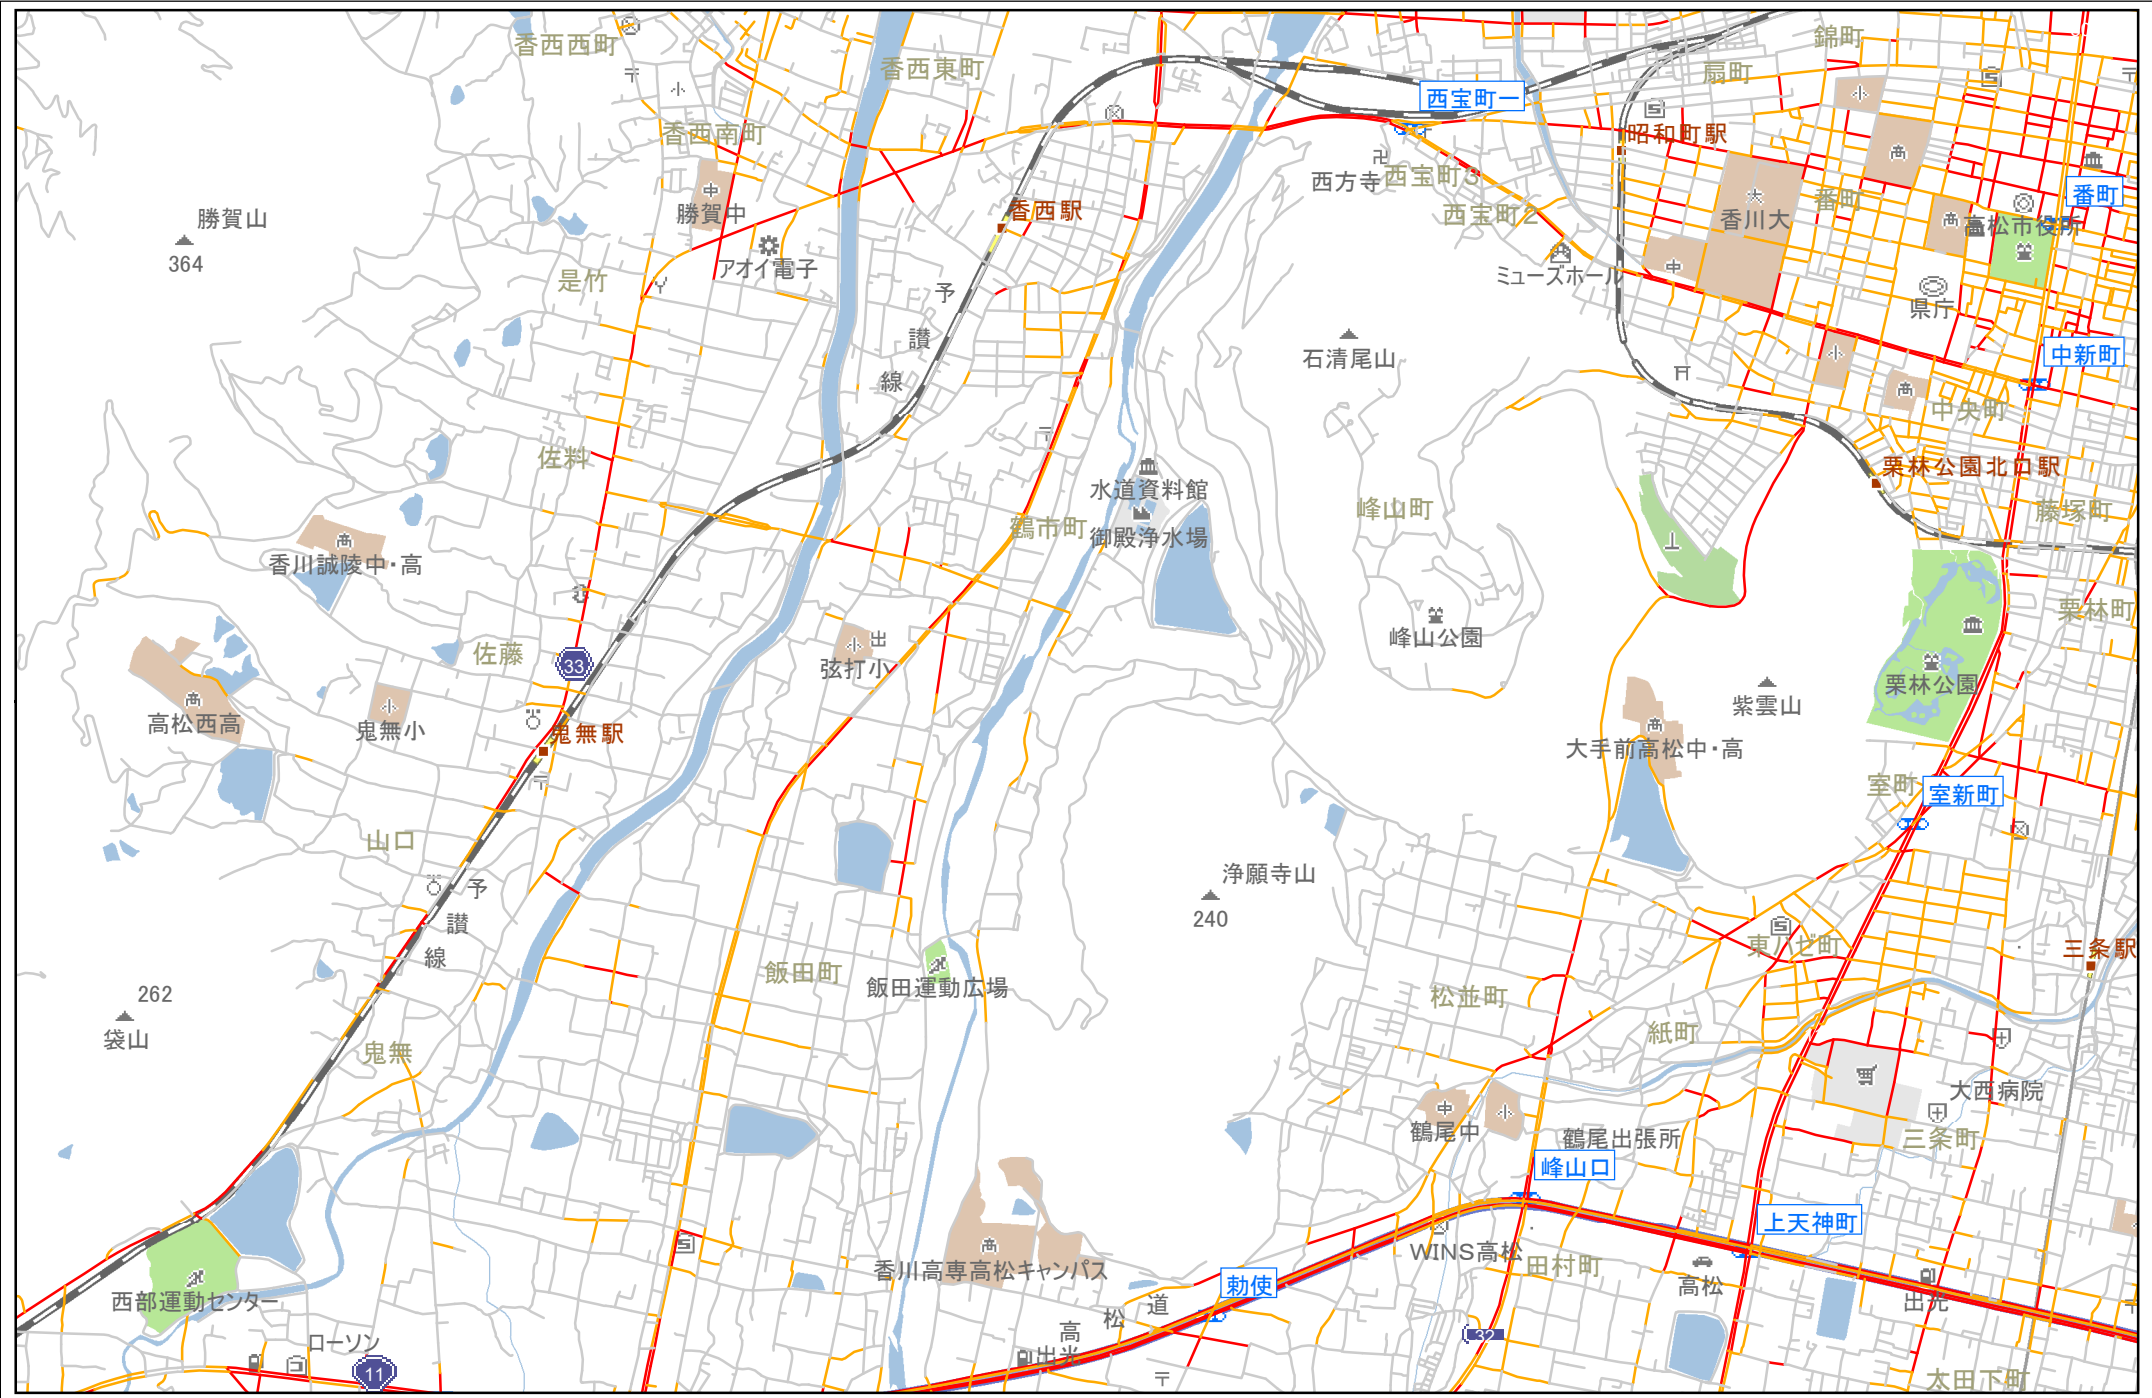 香西西町
香西東町
錦町
扇町
西宝町一
香西南町
昭和町駅
西方寺
西宝町3
番町
番町
勝賀中
香西駅
西宝町2
香川大
高松市役所
勝賀山
364
アオイ電子
是竹
ミューズホール
予
讃
線
県庁
石清尾山
中新町
中央町
佐料
栗林公園北口駅
水道資料館
峰山町
藤塚町
鶴市町
御殿浄水場
香川誠陵中・高
栗林町
峰山公園
佐藤
33
弦打小
栗林公園
紫雲山
高松西高
鬼無小
鬼無駅
大手前高松中・高
室町
室新町
山口
浄願寺山
240
予
讃
線
東ハゼ町
三条駅
飯田町
飯田運動広場
松並町
262
袋山
紙町
鬼無
大西病院
鶴尾中
鶴尾出張所
三条町
峰山口
上天神町
WINS高松
田村町
香川高専高松キャンパス
勅使
高松
西部運動センター
出光
高
松
道
32
ローソン
出光
11
太田下町